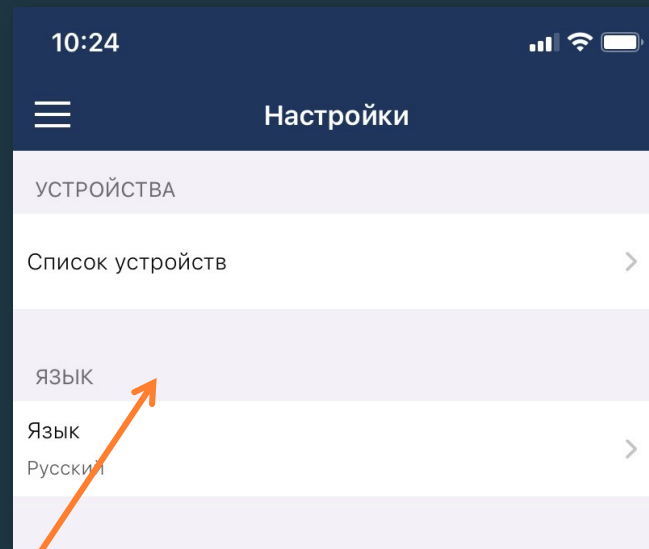 10:24
Настройки
УСТРОЙСТВА
Список устройств
ЯЗЫК
Язык
Русский